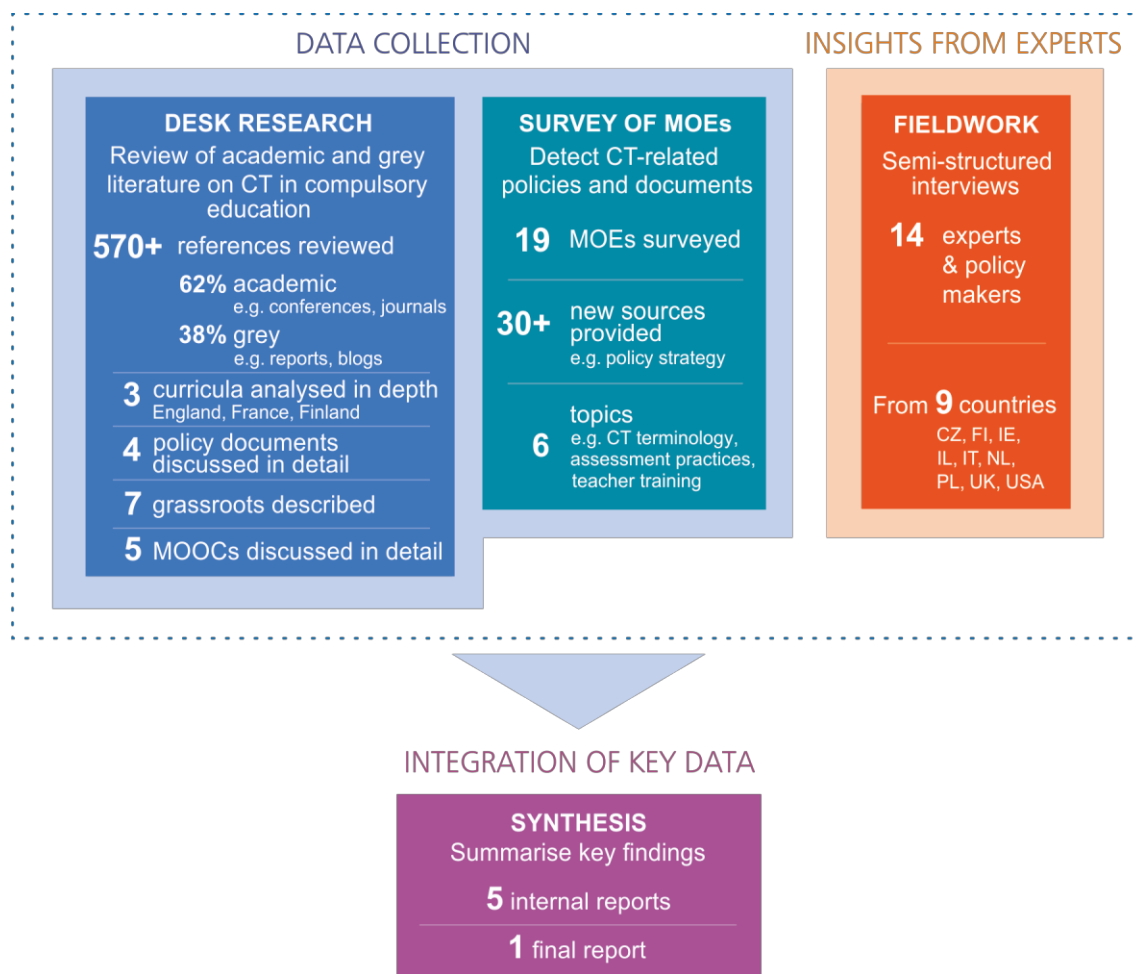 DATA COLLECTION
DESK RESEARCH
Review of academic and grey
literature on CT in compulsory
education
570+ references reviewed
62% academic
e.g. conferences, journals
38% grey
e.g. reports, blogs
3 curricula analysed in depth
England, France, Finland
4 policy documents
discussed in detail
7 grassroots described
5 MOOCs discussed in detail
SURVEY OF MOEs
Detect CT-related
policies and documents
19 MOEs surveyed
30+ new sources
provided
e.g. policy strategy
6 topics
e.g. CT terminology,
assessment practices,
teacher training
INSIGHTS FROM EXPERTS
FIELDWORK
Semi-structured
interviews
14 experts
& policy
makers
From 9 countries
CZ, FI, IE,
IL, IT, NL,
PL, UK, USA
INTEGRATION OF KEY DATA
SYNTHESIS
Summarise key findings
5 internal reports
1 final report